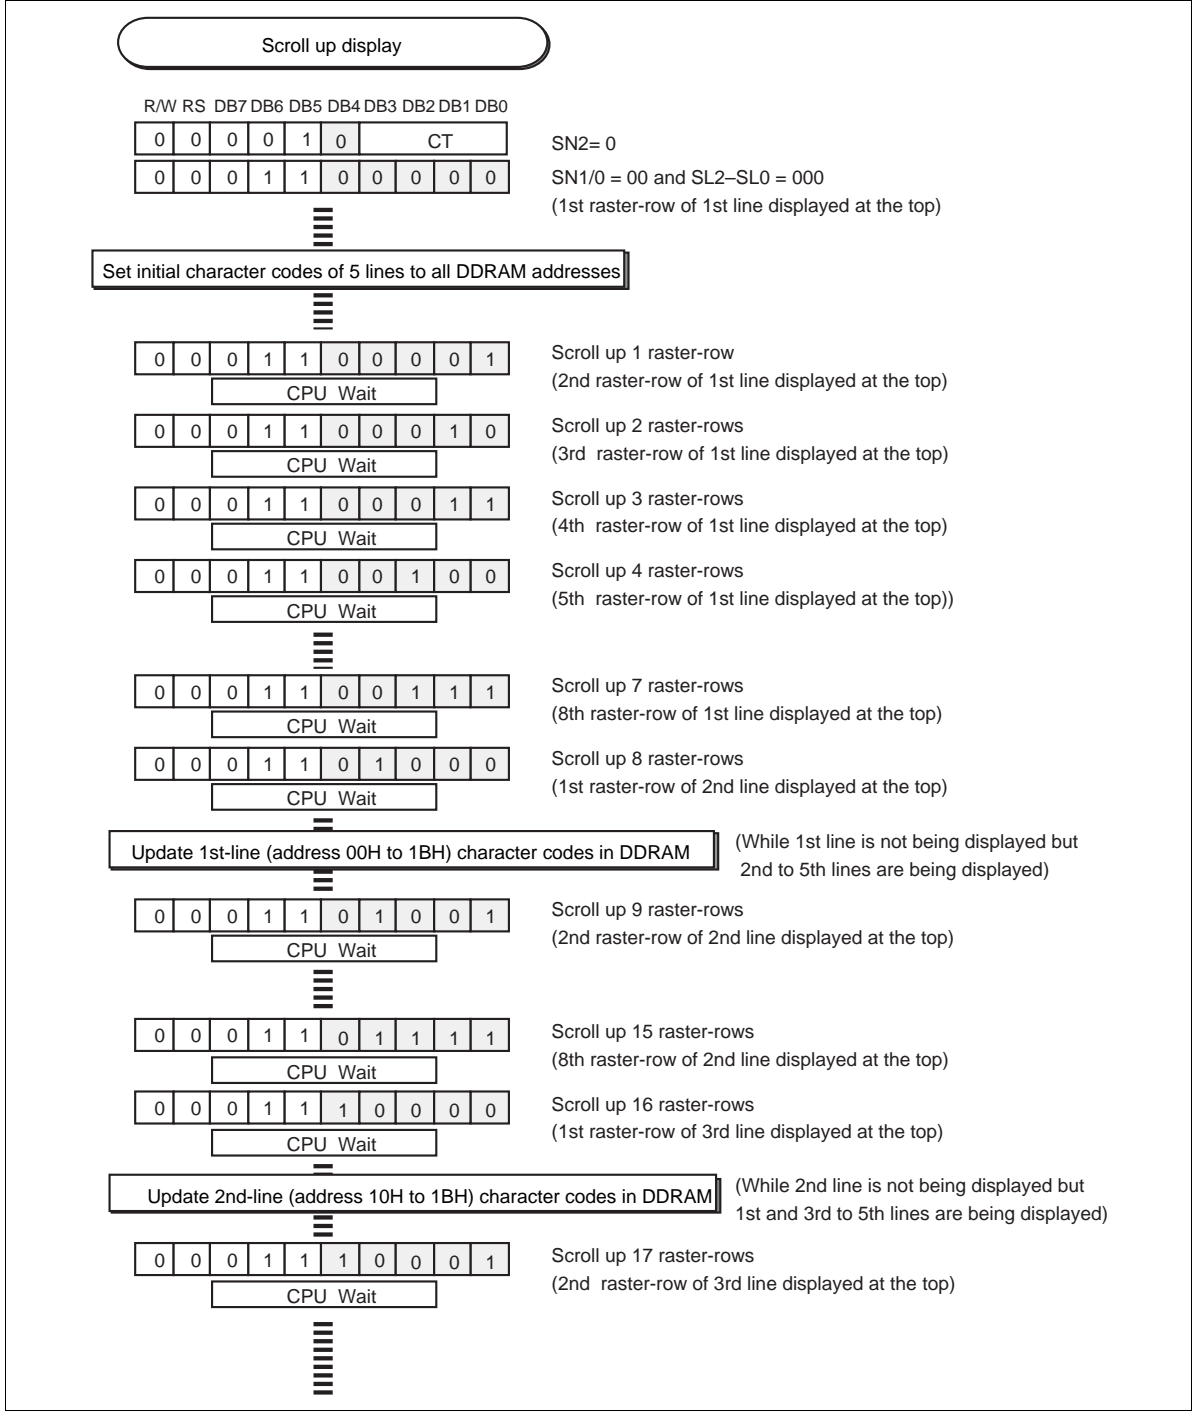 Scroll up display
R/W RS DB7 DB6 DB5 DB4 DB3 DB2 DB1 DB0
0 0 0 0 1 0 CT SN2= 0
0 0 0 1 1 0 0 0 0 0 SN1/0 = 00 and SL2–SL0 = 000
(1st raster-row of 1st line displayed at the top)
Set initial character codes of 5 lines to all DDRAM addresses
0 0 0 1 1 0 0 0 0 1 Scroll up 1 raster-row
CPU Wait (2nd raster-row of 1st line displayed at the top)
0 0 0 1 1 0 0 0 1 0 Scroll up 2 raster-rows
CPU Wait (3rd raster-row of 1st line displayed at the top)
0 0 0 1 1 0 0 0 1 1 Scroll up 3 raster-rows
CPU Wait (4th raster-row of 1st line displayed at the top)
0 0 0 1 1 0 0 1 0 0 Scroll up 4 raster-rows
CPU Wait (5th raster-row of 1st line displayed at the top))
0 0 0 1 1 0 0 1 1 1 Scroll up 7 raster-rows
CPU Wait (8th raster-row of 1st line displayed at the top)
0 0 0 1 1 0 1 0 0 0 Scroll up 8 raster-rows
CPU Wait (1st raster-row of 2nd line displayed at the top)
Update 1st-line (address 00H to 1BH) character codes in DDRAM (While 1st line is not being displayed but
2nd to 5th lines are being displayed)
0 0 0 1 1 0 1 0 0 1 Scroll up 9 raster-rows
CPU Wait (2nd raster-row of 2nd line displayed at the top)
0 0 0 1 1 0 1 1 1 1 Scroll up 15 raster-rows
CPU Wait (8th raster-row of 2nd line displayed at the top)
0 0 0 1 1 1 0 0 0 0 Scroll up 16 raster-rows
CPU Wait (1st raster-row of 3rd line displayed at the top)
Update 2nd-line (address 10H to 1BH) character codes in DDRAM (While 2nd line is not being displayed but
1st and 3rd to 5th lines are being displayed)
0 0 0 1 1 1 0 0 0 1 Scroll up 17 raster-rows
CPU Wait (2nd raster-row of 3rd line displayed at the top)